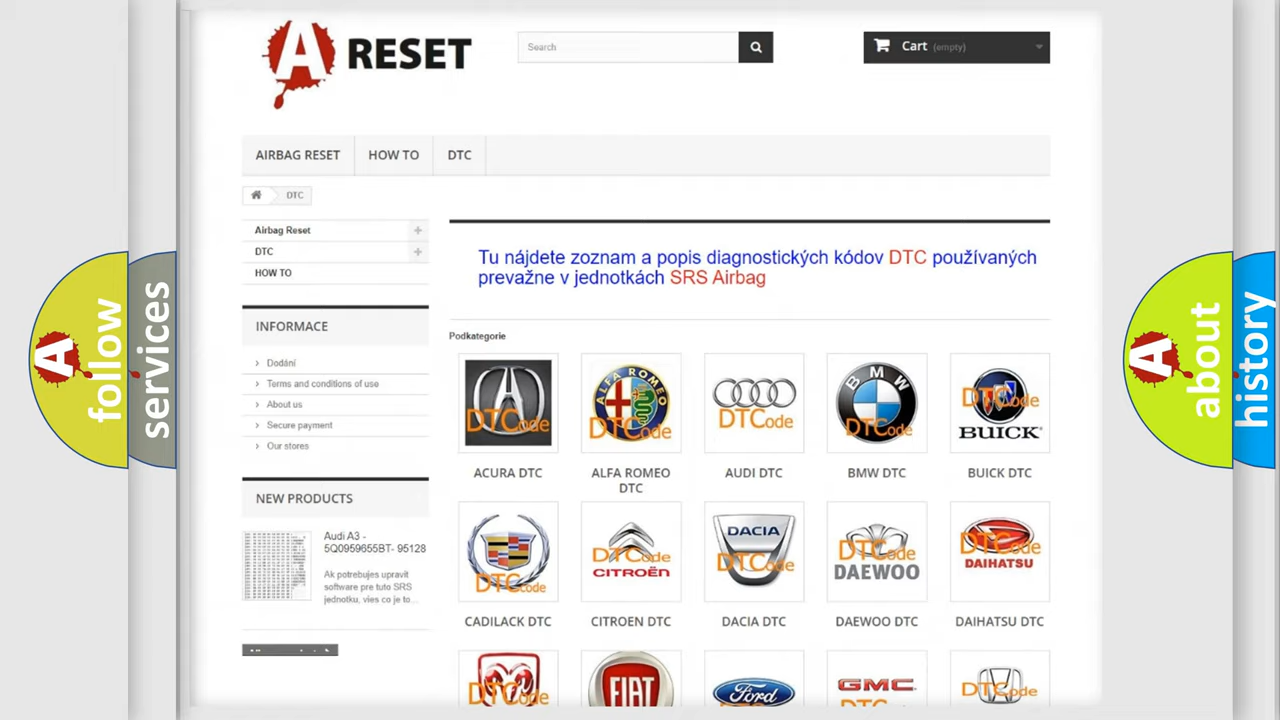 A RESET
Search
Cart (empty)
AIRBAG RESET
HOW TO
DTC
DTC
Airbag Reset
DTC
HOW TO
Tu nájdete zoznam a popis diagnostických kódov DTC používaných
prevažne v jednotkách SRS Airbag
INFORMACE
Dodání
Terms and conditions of use
About us
Secure payment
Our stores
Podkategorie
DTCode
ALFA ROMEO
DTCode
DTCode
BMW
DTCode
DTCode
BUICK
ACURA DTC
ALFA ROMEO
DTC
AUDI DTC
BMW DTC
BUICK DTC
NEW PRODUCTS
Audi A3 -
5Q0959655BT- 95128
Ak potrebujes upravit
software pre tuto SRS
jednotku, vies co je to...
DTCode
DTCode
CITROËN
DACIA
DTCode
DTCode
DAEWOO
DTCode
DAIHATSU
CADILACK DTC
CITROEN DTC
DACIA DTC
DAEWOO DTC
DAIHATSU DTC
DTCode
FIAT
Ford
GMC
DTCode
A follow
services
A about
history